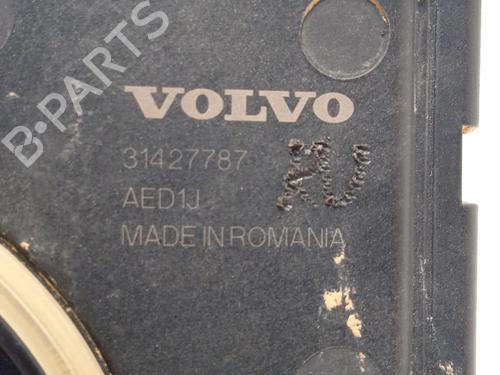 B-PARTS
VOLVO
31427787
AED1J
MADE IN ROMANIA